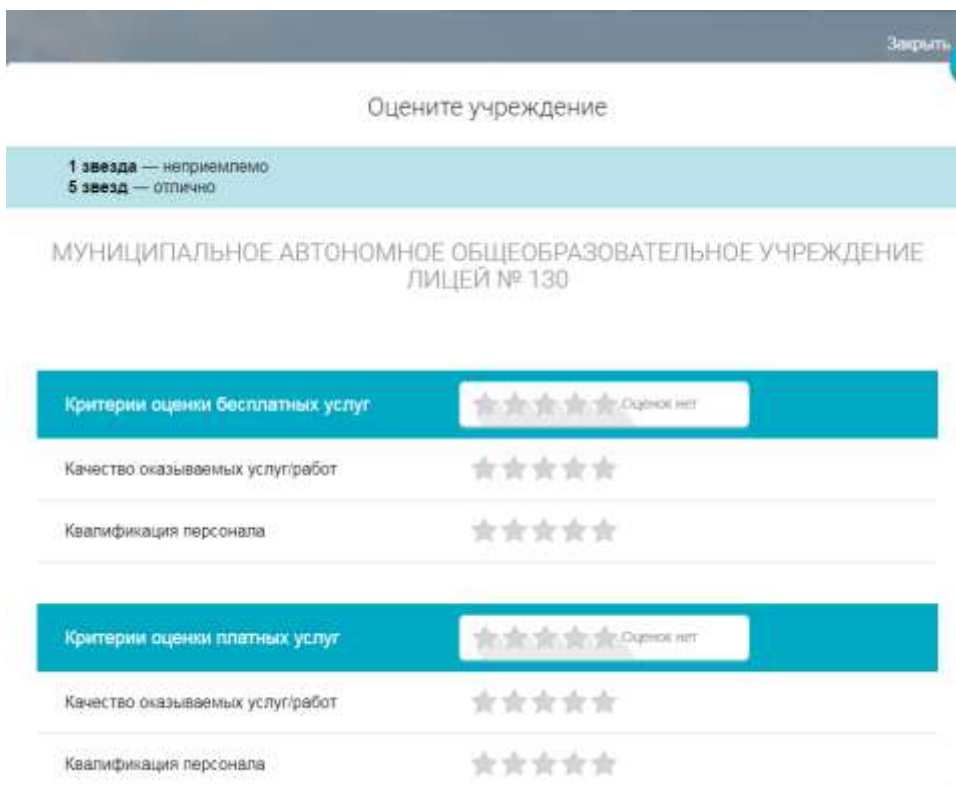 Закрыть
Оцените учреждение
1 звезда — неприемлемо
5 звезд — отлично
МУНИЦИПАЛЬНОЕ АВТОНОМНОЕ ОБЩЕОБРАЗОВАТЕЛЬНОЕ УЧРЕЖДЕНИЕ
ЛИЦЕЙ № 130
Критерии оценки бесплатных услуг Оценок нет
Качество оказываемых услуг/работ
Квалификация персонала
Критерии оценки платных услуг Оценок нет
Качество оказываемых услуг/работ
Квалификация персонала